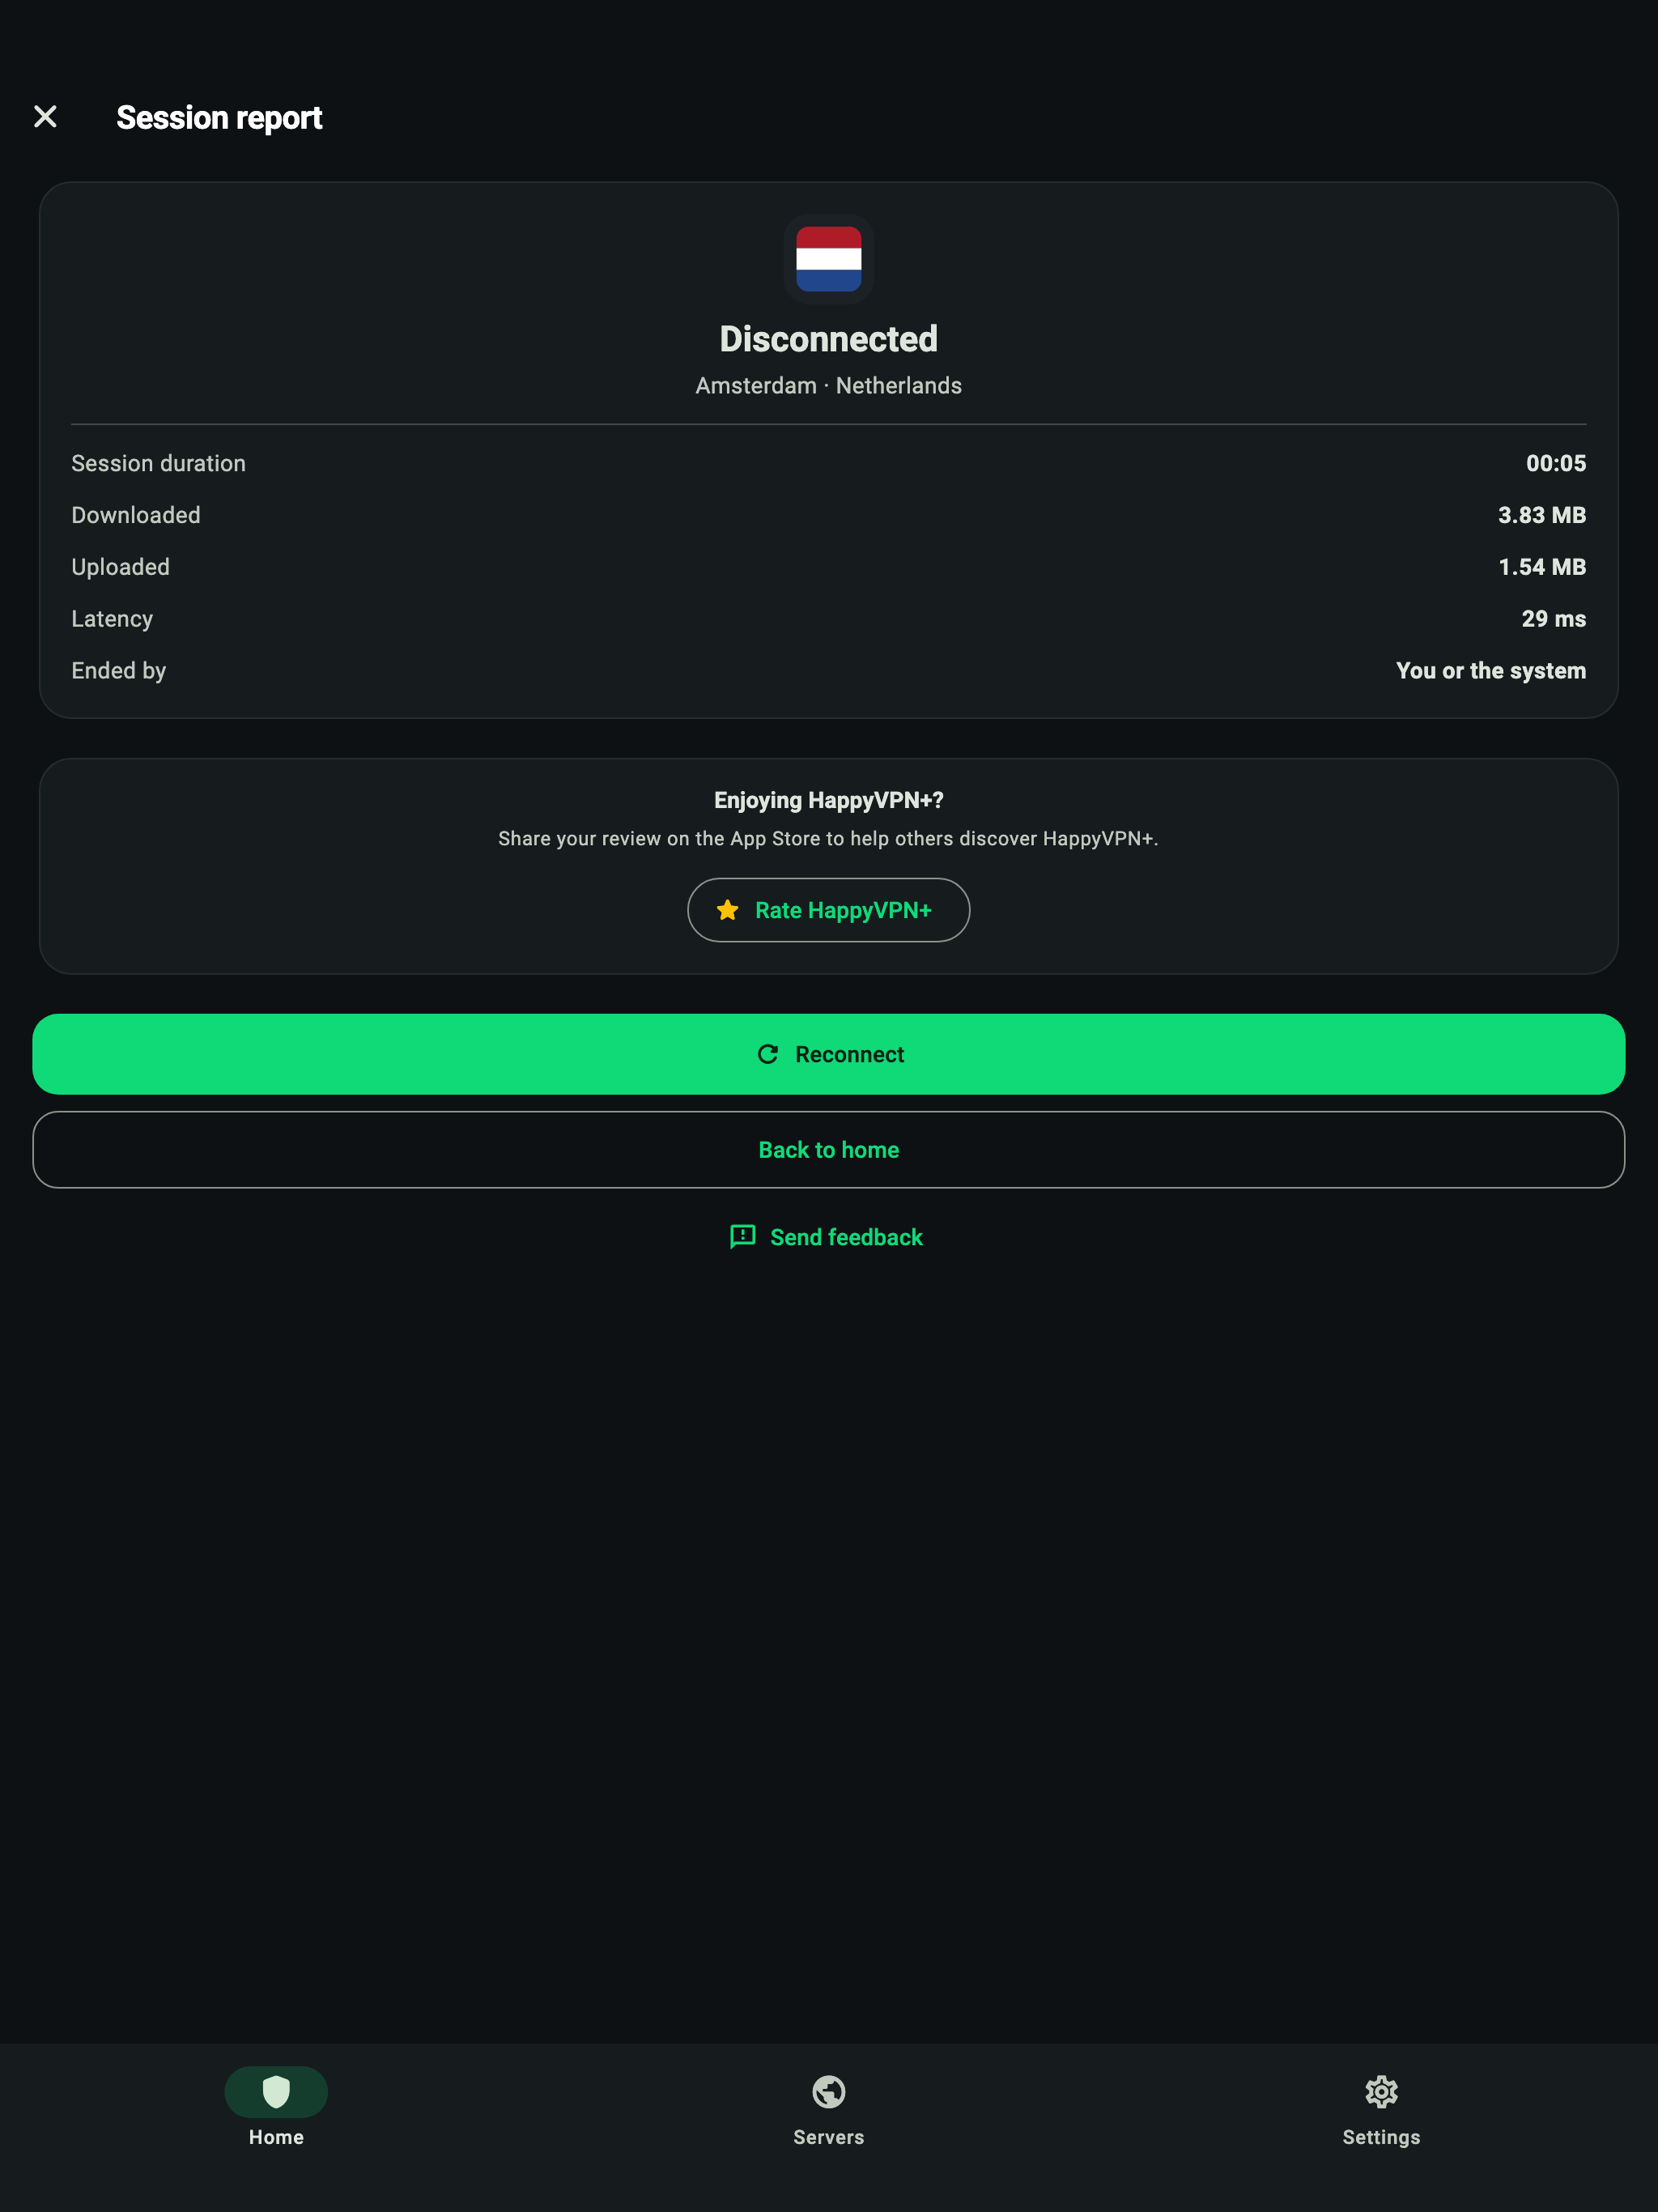 Session report
Disconnected
Amsterdam · Netherlands
Session duration 00:05
Downloaded 3.83 MB
Uploaded 1.54 MB
Latency 29 ms
Ended by You or the system
Enjoying HappyVPN+?
Share your review on the App Store to help others discover HappyVPN+.
Rate HappyVPN+
Reconnect
Back to home
Send feedback
Home Servers Settings